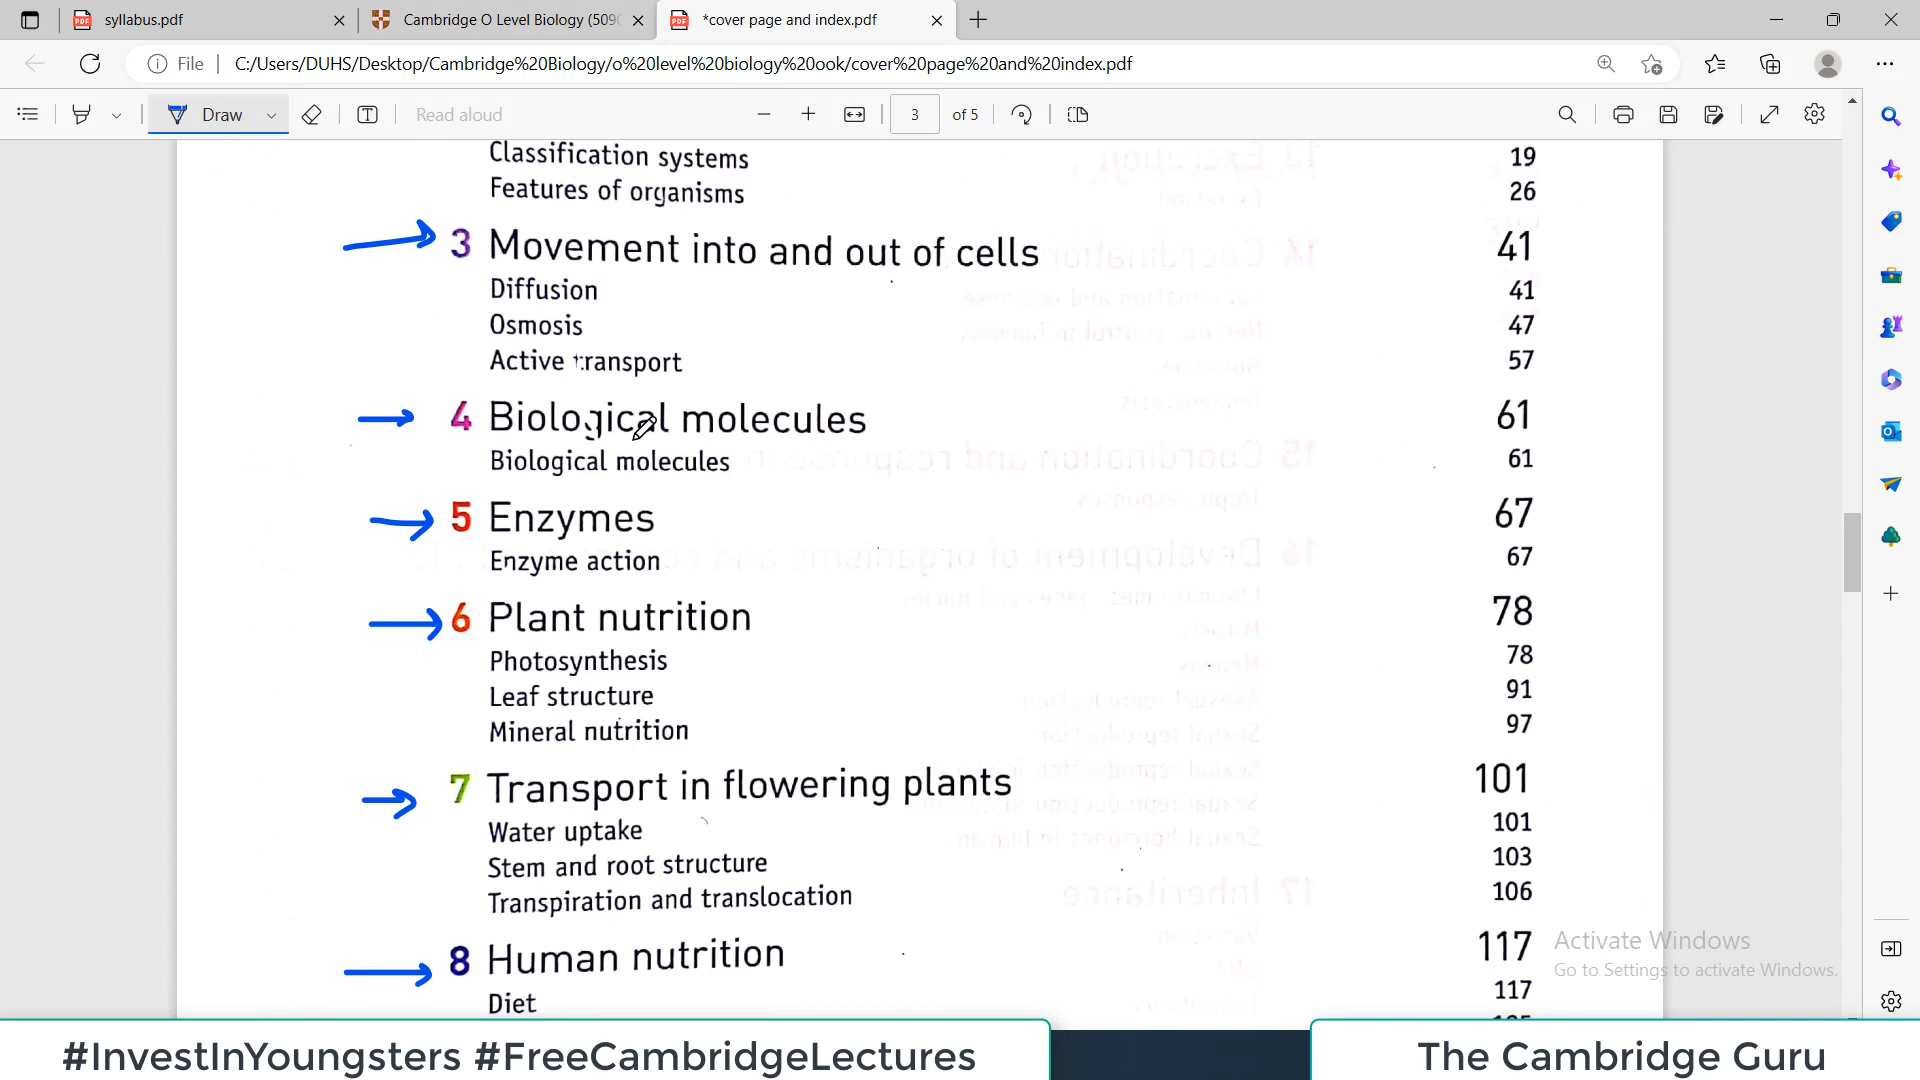 syllabus.pdf
Cambridge O Level Biology (5090
*cover page and index.pdf
File
C:/Users/DUHS/Desktop/Cambridge%20Biology/o%20level%20biology%20ook/cover%20page%20and%20index.pdf
Draw
Read aloud
3 of 5
Classification systems 19
Features of organisms 26
3 Movement into and out of cells 41
Diffusion 41
Osmosis 47
Active transport 57
4 Biological molecules 61
Biological molecules 61
5 Enzymes 67
Enzyme action 67
6 Plant nutrition 78
Photosynthesis 78
Leaf structure 91
Mineral nutrition 97
7 Transport in flowering plants 101
Water uptake 101
Stem and root structure 103
Transpiration and translocation 106
8 Human nutrition 117
Diet 117
Activate Windows
Go to Settings to activate Windows.
#InvestInYoungsters #FreeCambridgeLectures
The Cambridge Guru